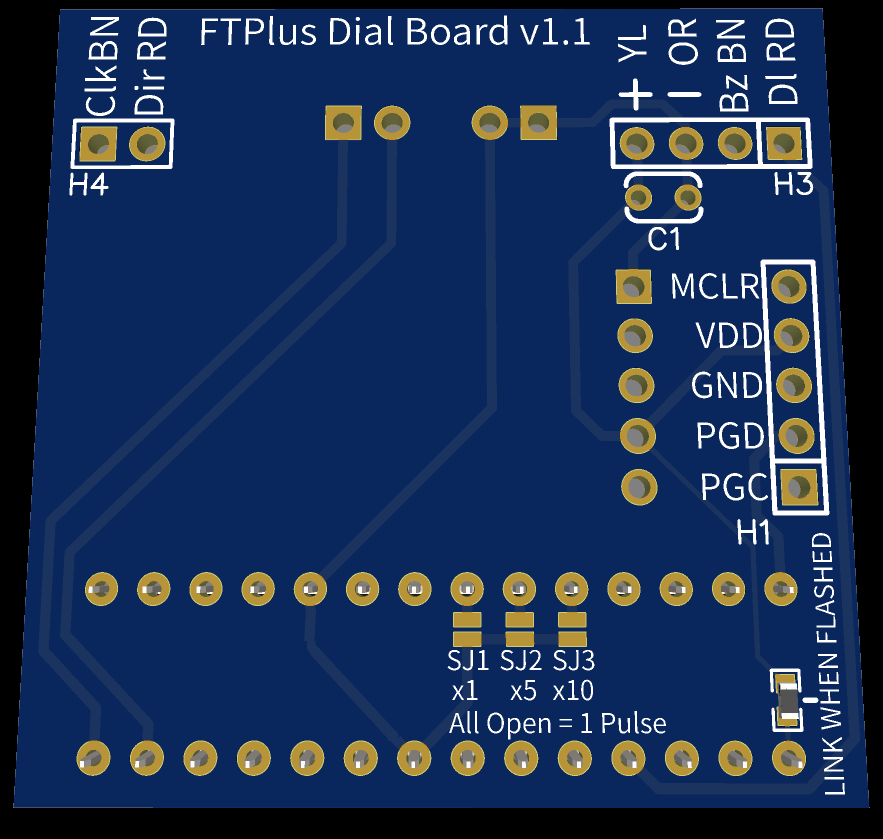 FTPlus Dial Board v1.1
ClkBN
Dir RD
+ YL
- OR
Bz BN
Dl RD
H4
H3
C1
MCLR
VDD
GND
PGD
PGC
H1
LINK WHEN FLASHED
SJ1 SJ2 SJ3
x1 x5 x10
All Open = 1 Pulse